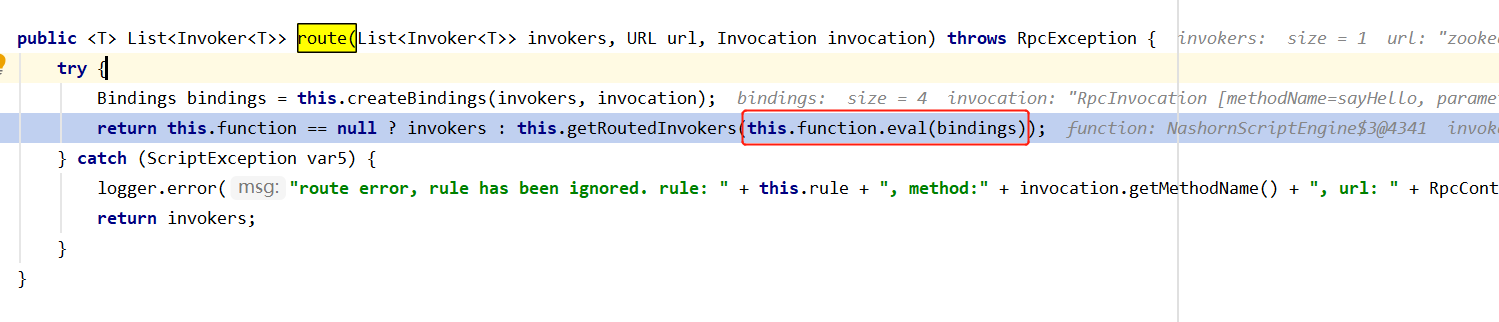 public <T> List<Invoker<T>> route(List<Invoker<T>> invokers, URL url, Invocation invocation) throws RpcException { invokers: size = 1 url: "zookee
try {
Bindings bindings = this.createBindings(invokers, invocation); bindings: size = 4 invocation: "RpcInvocation [methodName=sayHello, parame
return this.function == null ? invokers : this.getRoutedInvokers(this.function.eval(bindings)); function: NashornScriptEngine$3@4341 invoke
} catch (ScriptException var5) {
logger.error( msg: "route error, rule has been ignored. rule: " + this.rule + ", method:" + invocation.getMethodName() + ", url: " + RpcCont
return invokers;
}
}